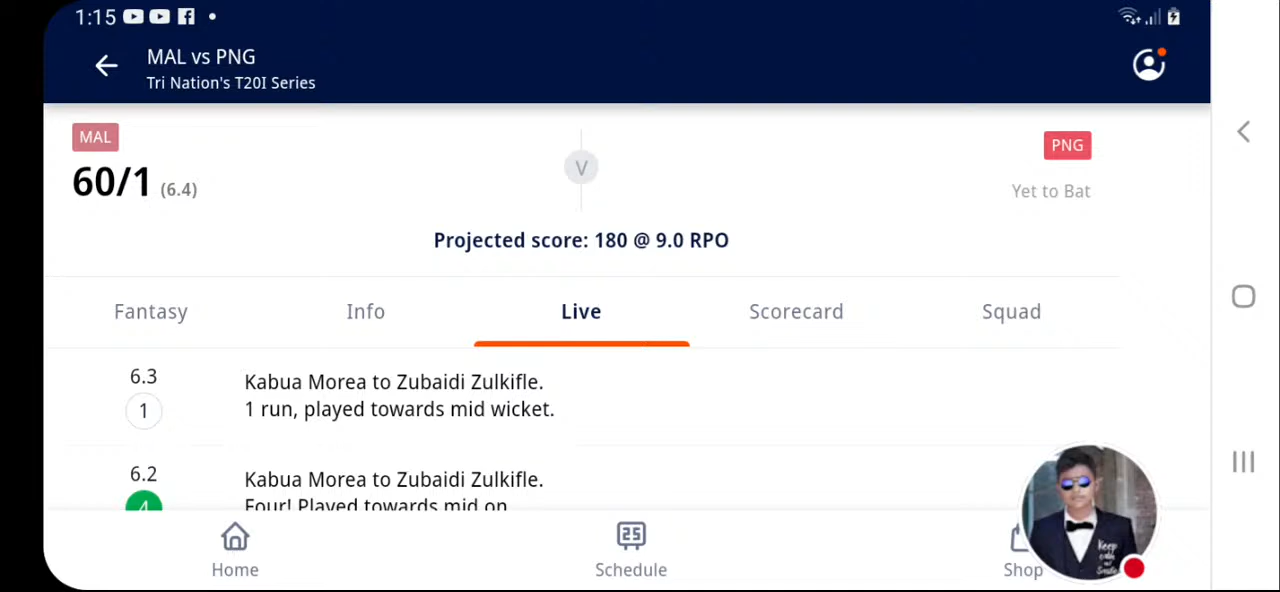 1:15
MAL vs PNG
Tri Nation's T20I Series
MAL
60/1 (6.4)
V
PNG
Yet to Bat
Projected score: 180 @ 9.0 RPO
Fantasy Info Live Scorecard Squad
6.3
Kabua Morea to Zubaidi Zulkifle.
1
1 run, played towards mid wicket.
6.2
Kabua Morea to Zubaidi Zulkifle.
4
Four! Played towards mid on
25
Home Schedule Shop
Keep